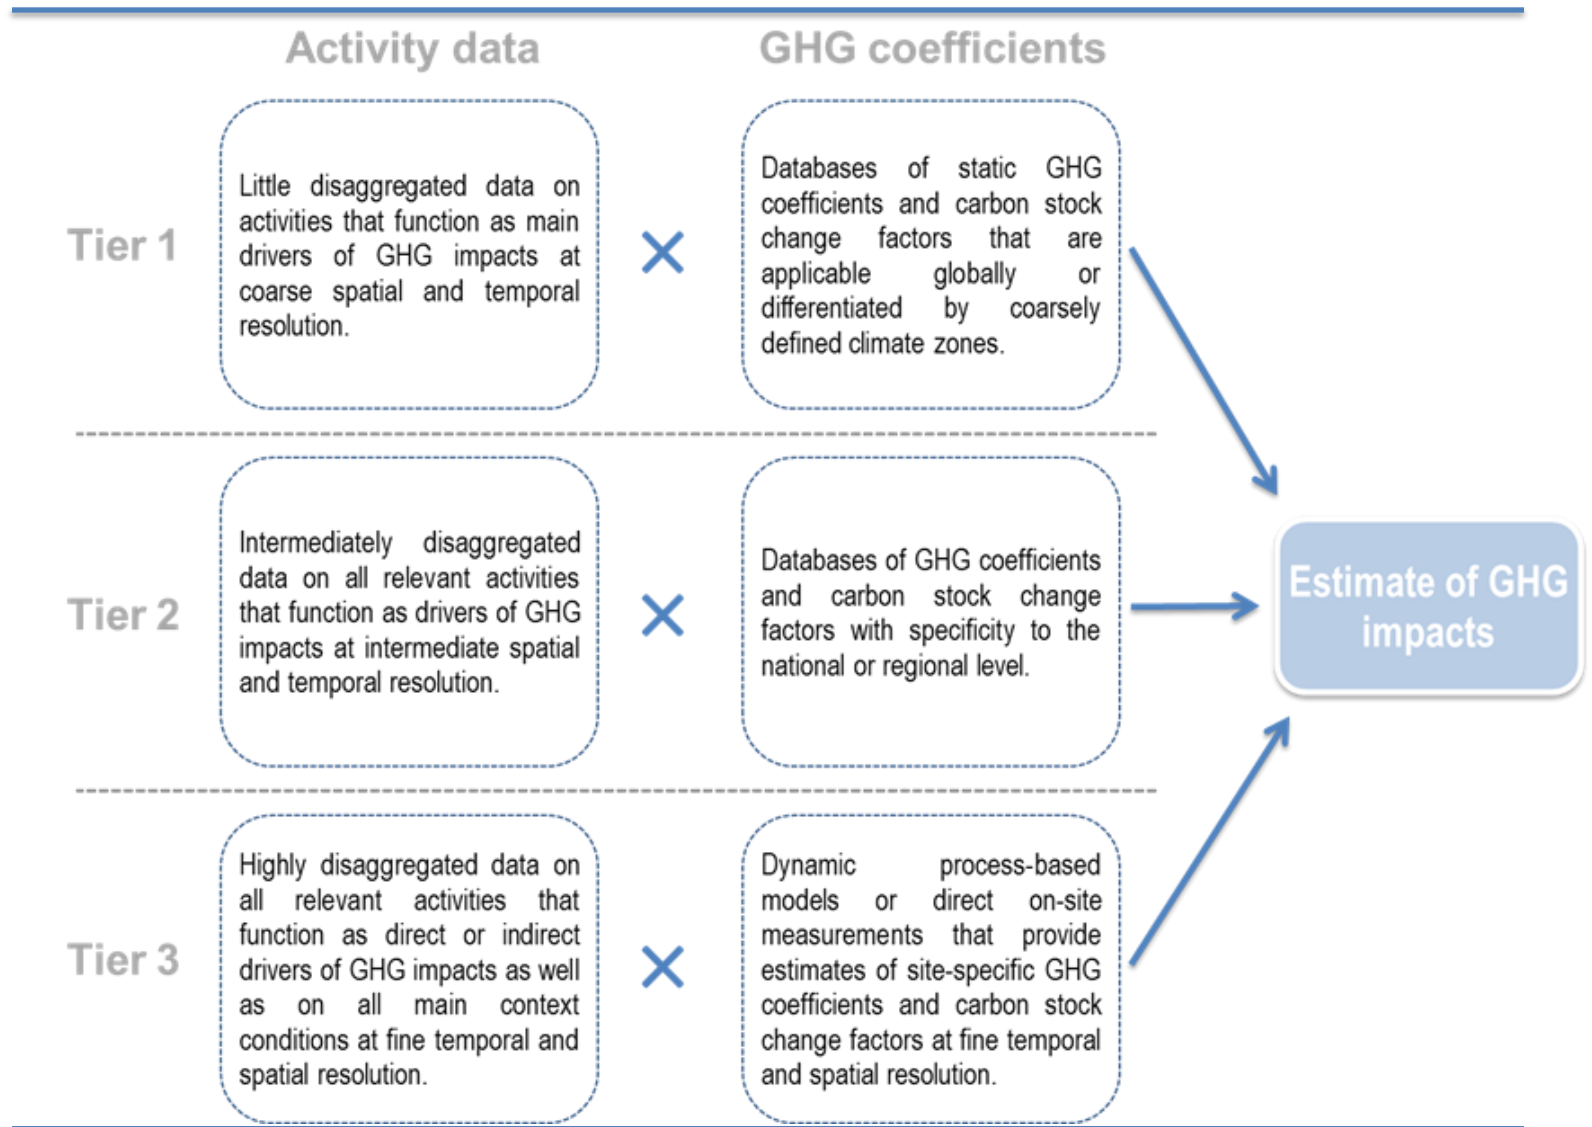 Activity data
GHG coefficients
Tier 1
Little disaggregated data on
activities that function as main
drivers of GHG impacts at
coarse spatial and temporal
resolution.
×
Databases of static GHG
coefficients and carbon stock
change factors that are
applicable globally or
differentiated by coarsely
defined climate zones.
Tier 2
Intermediately disaggregated
data on all relevant activities
that function as drivers of GHG
impacts at intermediate spatial
and temporal resolution.
×
Databases of GHG coefficients
and carbon stock change
factors with specificity to the
national or regional level.
Tier 3
Highly disaggregated data on
all relevant activities that
function as direct or indirect
drivers of GHG impacts as well
as on all main context
conditions at fine temporal and
spatial resolution.
×
Dynamic process-based
models or direct on-site
measurements that provide
estimates of site-specific GHG
coefficients and carbon stock
change factors at fine temporal
and spatial resolution.
Estimate of GHG
impacts